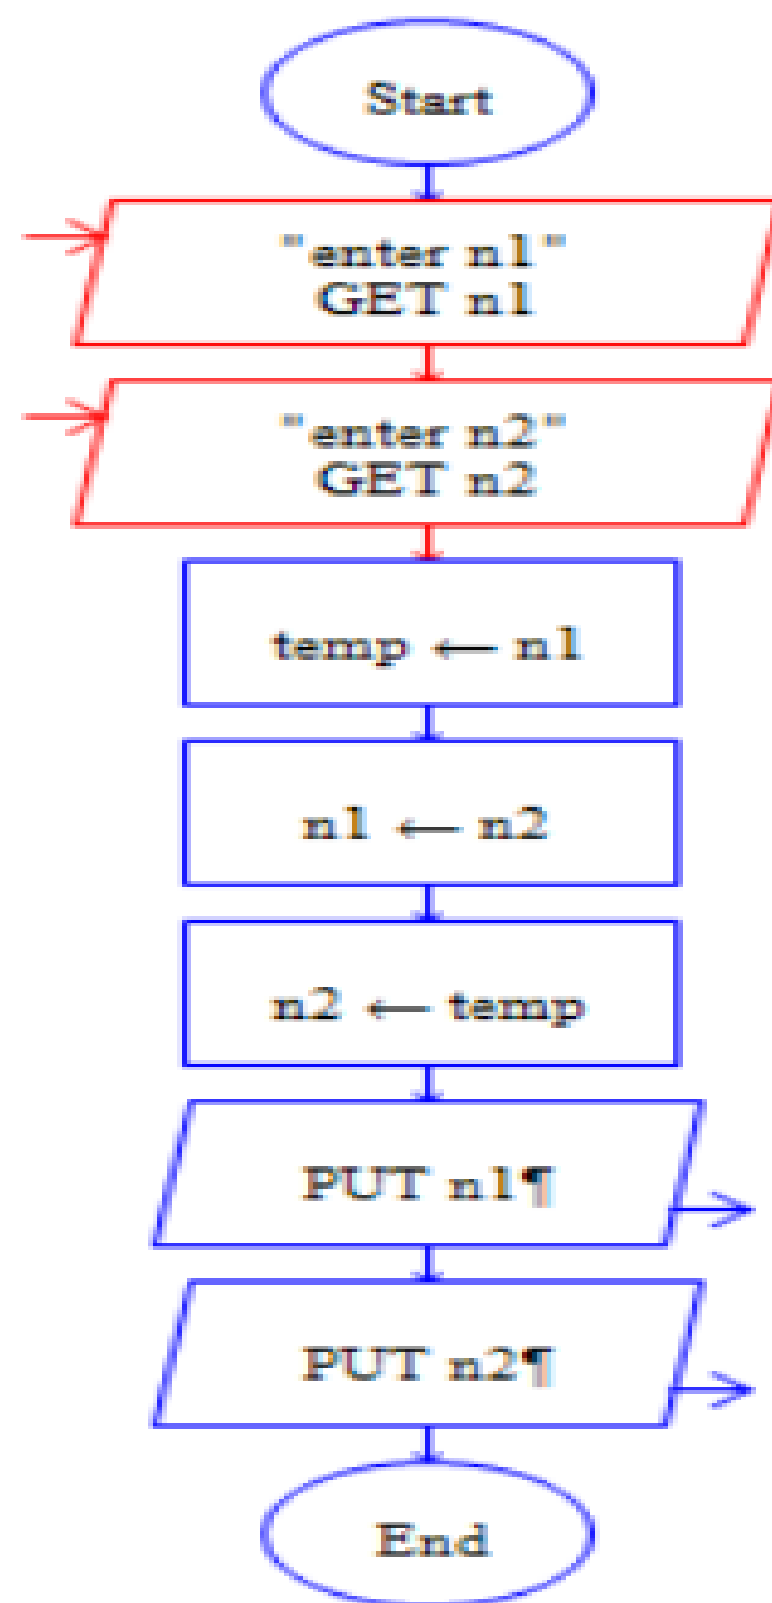 Start
"enter n1"
GET n1
"enter n2"
GET n2
temp ← n1
n1 ← n2
n2 ← temp
PUT n1¶
PUT n2¶
End